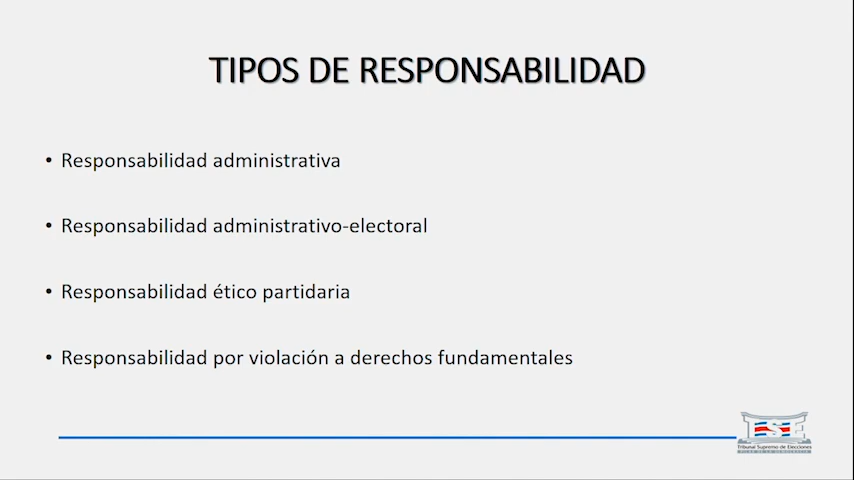 TIPOS DE RESPONSABILIDAD
• Responsabilidad administrativa
• Responsabilidad administrativo-electoral
• Responsabilidad ético partidaria
• Responsabilidad por violación a derechos fundamentales
TSE
Tribunal Supremo de Elecciones